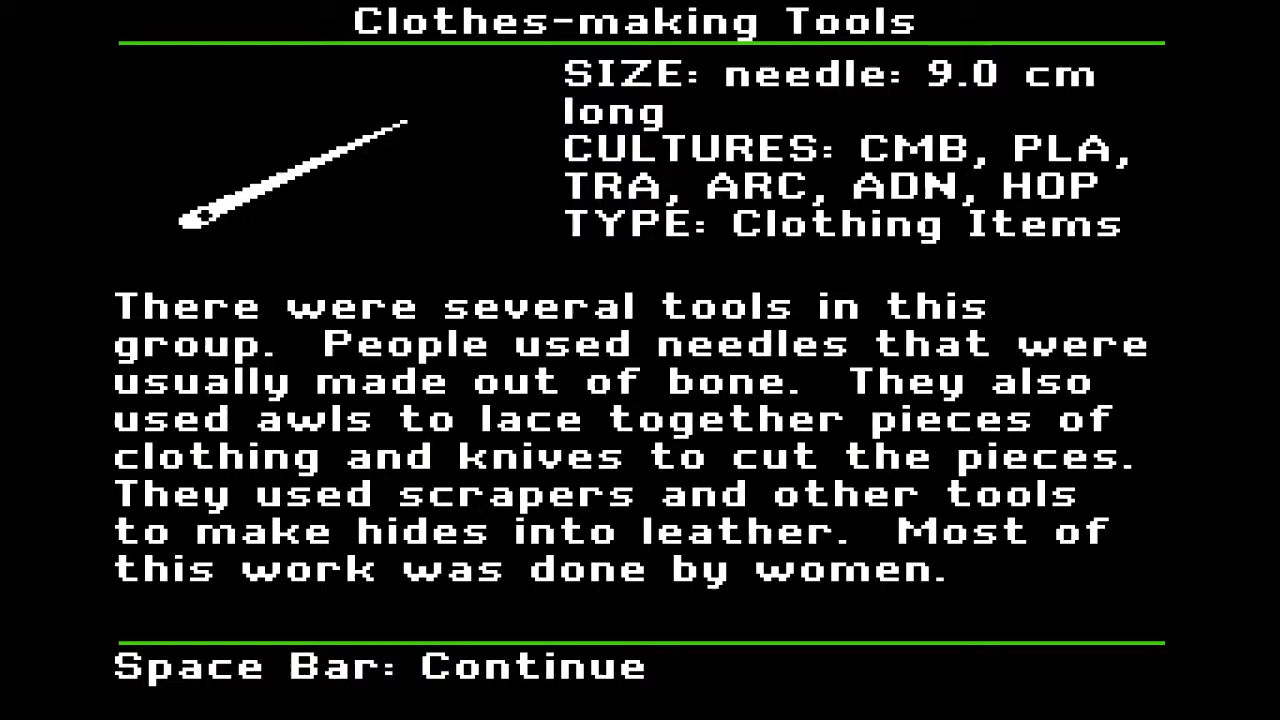 Clothes-making Tools
SIZE: needle: 9.0 cm
long
CULTURES: CMB, PLA,
TRA, ARC, ADN, HOP
TYPE: Clothing Items
There were several tools in this
group.  People used needles that were
usually made out of bone.  They also
used awls to lace together pieces of
clothing and knives to cut the pieces.
They used scrapers and other tools
to make hides into leather.  Most of
this work was done by women.
Space Bar: Continue